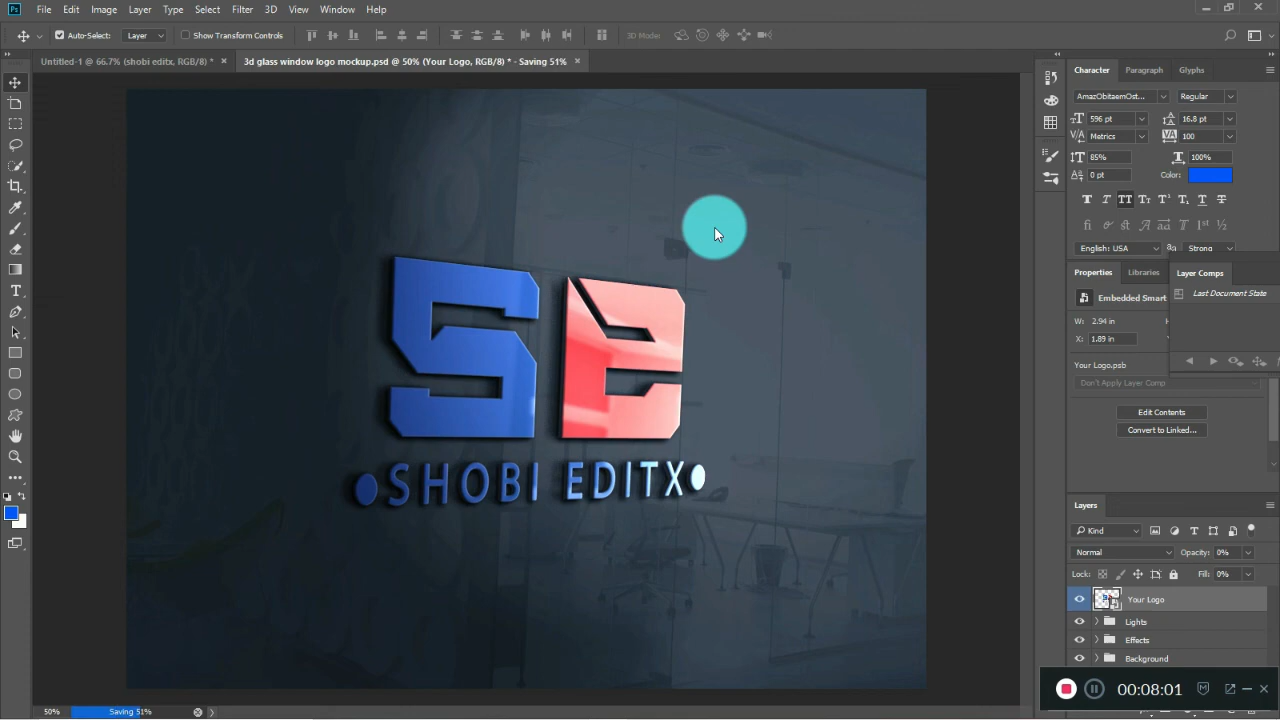 Ps File Edit Image Layer Type Select Filter 3D View Window Help
Auto-Select: Layer Show Transform Controls 3D Mode:
Untitled-1 @ 66.7% (shobi editx, RGB/8) * × 3d glass window logo mockup.psd @ 50% (Your Logo, RGB/8) * - Saving 51% ×
Character Paragraph Glyphs
AmazObitaemOst... Regular
596 pt 16.8 pt
Metrics 100
85% 100%
0 pt Color:
English: USA Strong
Properties Libraries
Layer Comps
Embedded Smar
Last Document State
W: 2.94 in
X: 1.89 in
Your Logo.psb
Don't Apply Layer Comp
Edit Contents
Convert to Linked...
SE
SHOBI EDITX
Layers
Kind
Normal Opacity: 0%
Lock: Fill: 0%
Your Logo
Lights
Effects
Background
00:08:01
50% Saving 51%